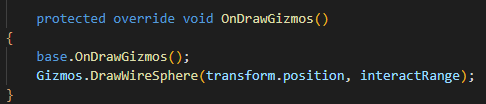 protected override void OnDrawGizmos()
{
base.OnDrawGizmos();
Gizmos.DrawWireSphere(transform.position, interactRange);
}